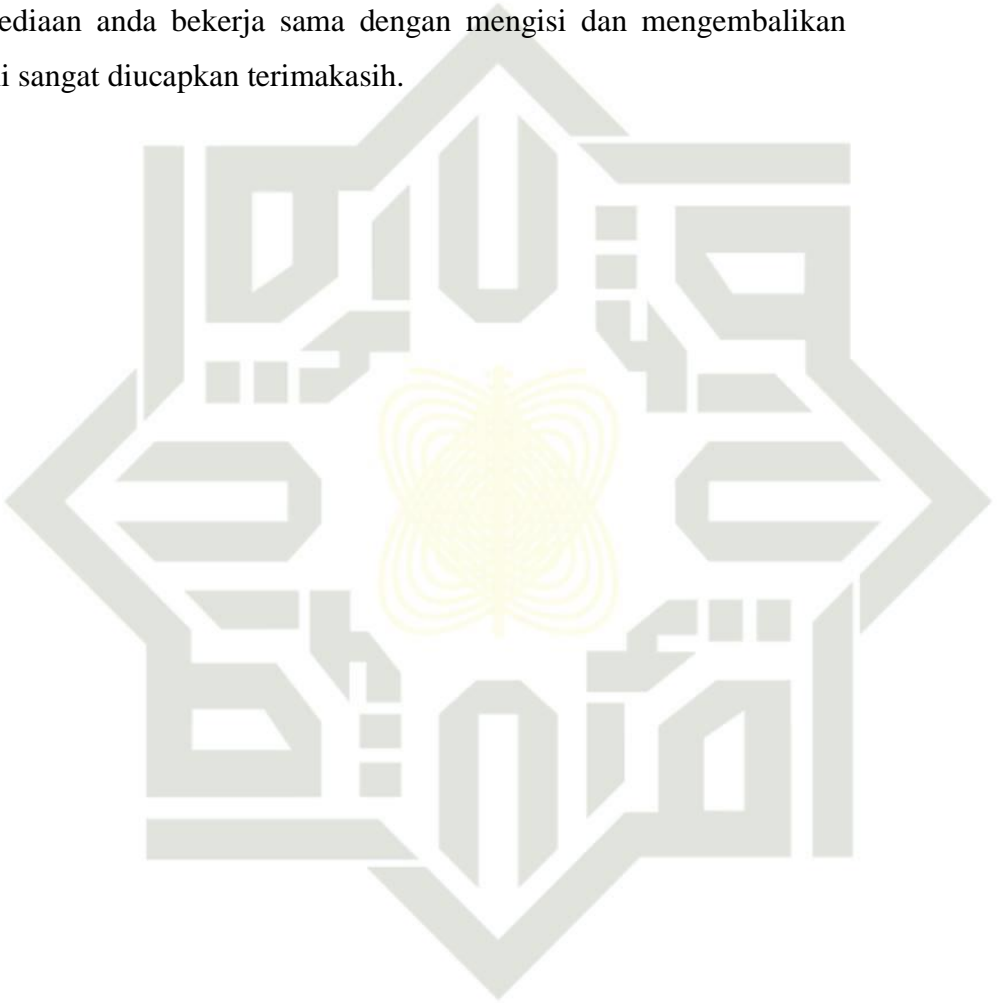 ediaan anda bekerja sama dengan mengisi dan mengembalikan
i sangat diucapkan terimakasih.